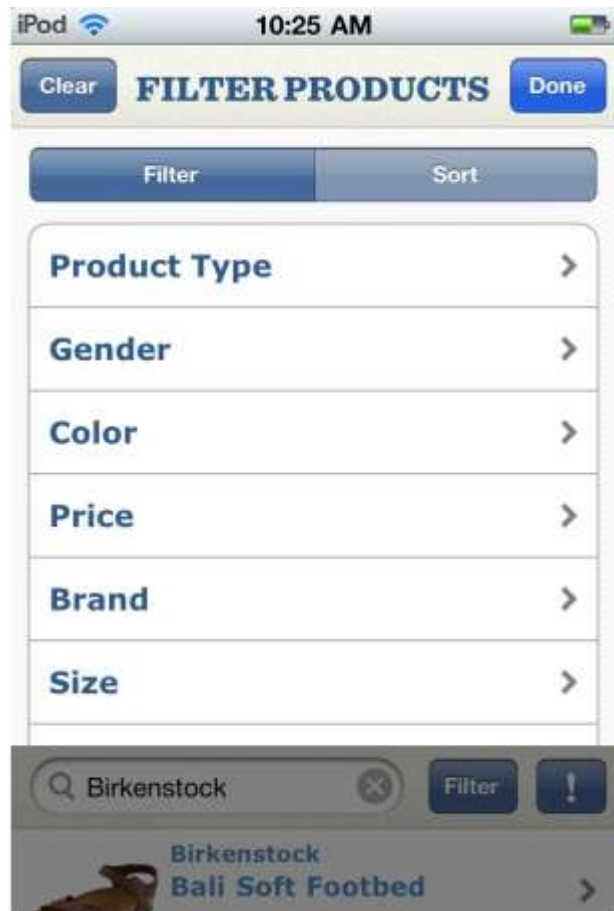 iPod 10:25 AM
Clear FILTER PRODUCTS Done
Filter Sort
Product Type
Gender
Color
Price
Brand
Size
Birkenstock Filter !
Birkenstock
Bali Soft Footbed